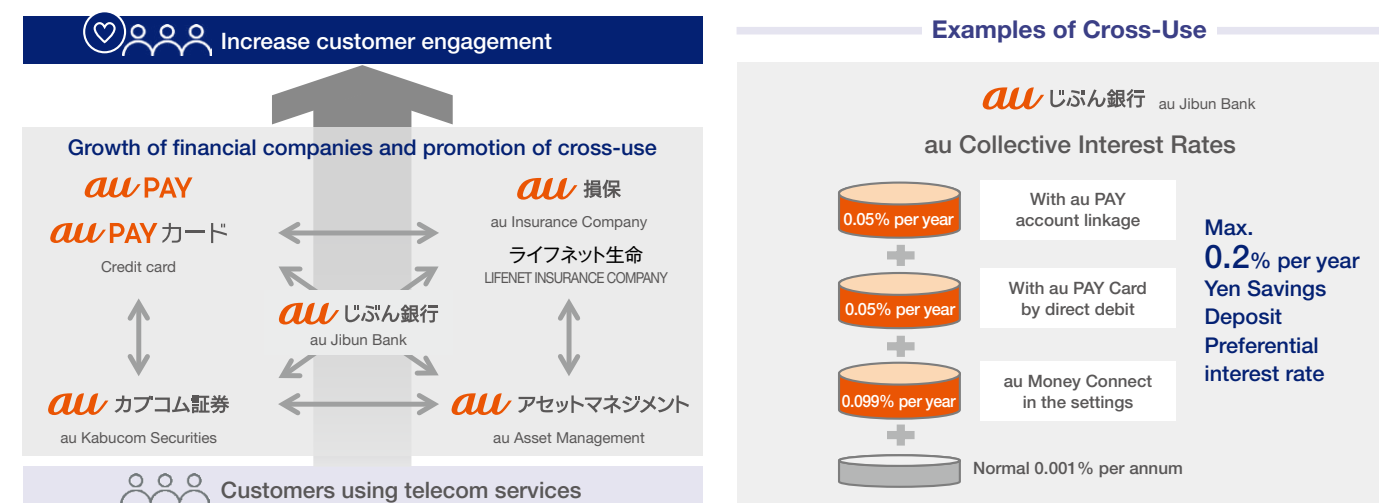 Increase customer engagement
Growth of financial companies and promotion of cross-use
au PAY
au PAY カード
Credit card
au 損保
au Insurance Company
ライフネット生命
LIFENET INSURANCE COMPANY
au じぶん銀行
au Jibun Bank
au カブコム証券
au Kabucom Securities
au アセットマネジメント
au Asset Management
Customers using telecom services
Examples of Cross-Use
au じぶん銀行 au Jibun Bank
au Collective Interest Rates
0.05% per year
With au PAY
account linkage
0.05% per year
With au PAY Card
by direct debit
0.099% per year
au Money Connect
in the settings
Normal 0.001% per annum
Max.
0.2% per year
Yen Savings
Deposit
Preferential
interest rate